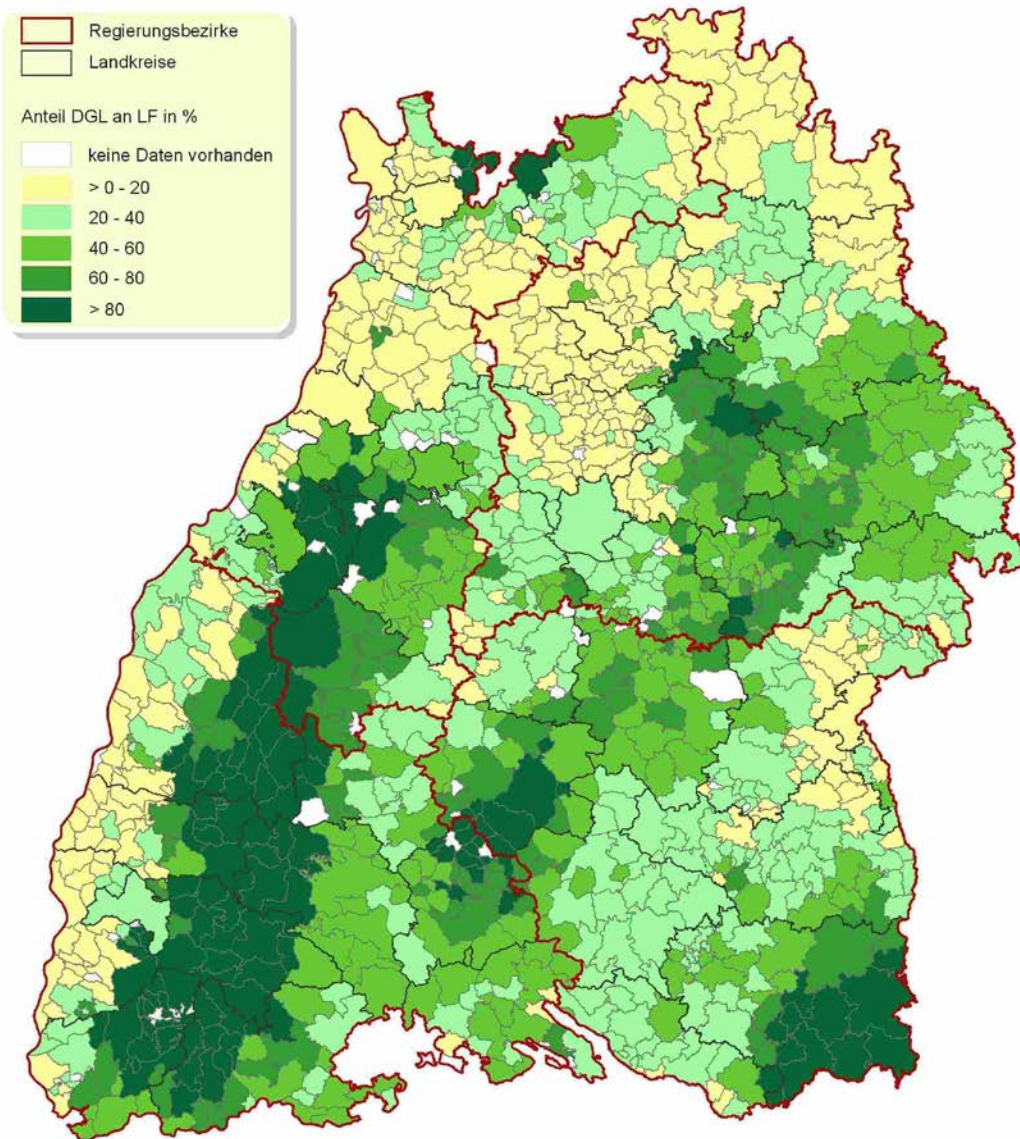 Regierungsbezirke
Landkreise
Anteil DGL an LF in %
keine Daten vorhanden
> 0 - 20
20 - 40
40 - 60
60 - 80
> 80